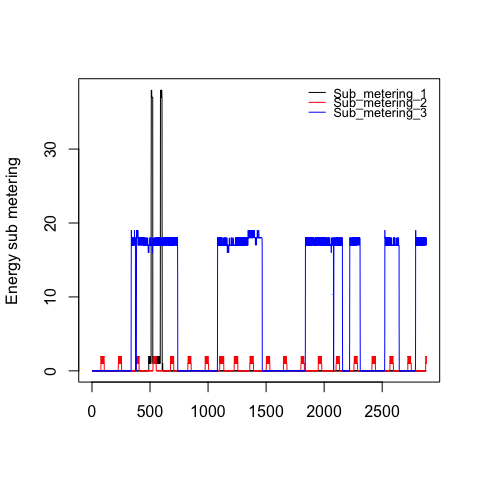 Sub_metering_1
Sub_metering_2
Sub_metering_3
Energy sub metering
30
20
10
0
0 500 1000 1500 2000 2500